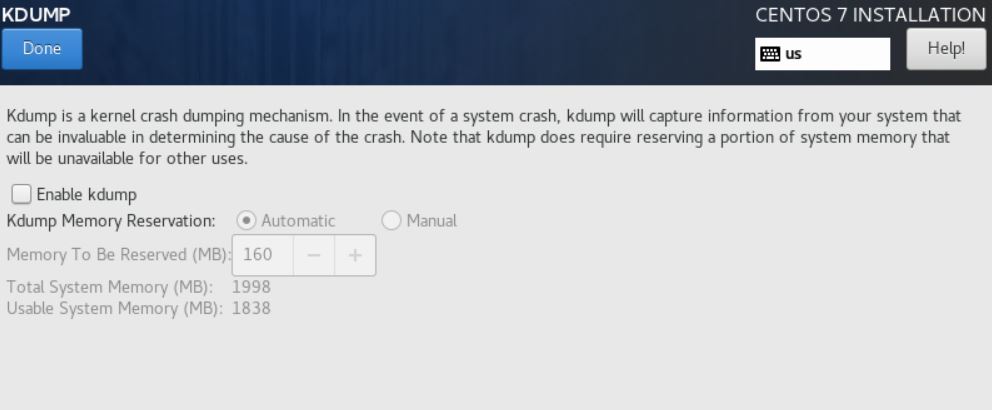 KDUMP
CENTOS 7 INSTALLATION
Done
us
Help!
Kdump is a kernel crash dumping mechanism. In the event of a system crash, kdump will capture information from your system that
can be invaluable in determining the cause of the crash. Note that kdump does require reserving a portion of system memory that
will be unavailable for other uses.
Enable kdump
Kdump Memory Reservation: Automatic Manual
Memory To Be Reserved (MB): 160 − +
Total System Memory (MB): 1998
Usable System Memory (MB): 1838